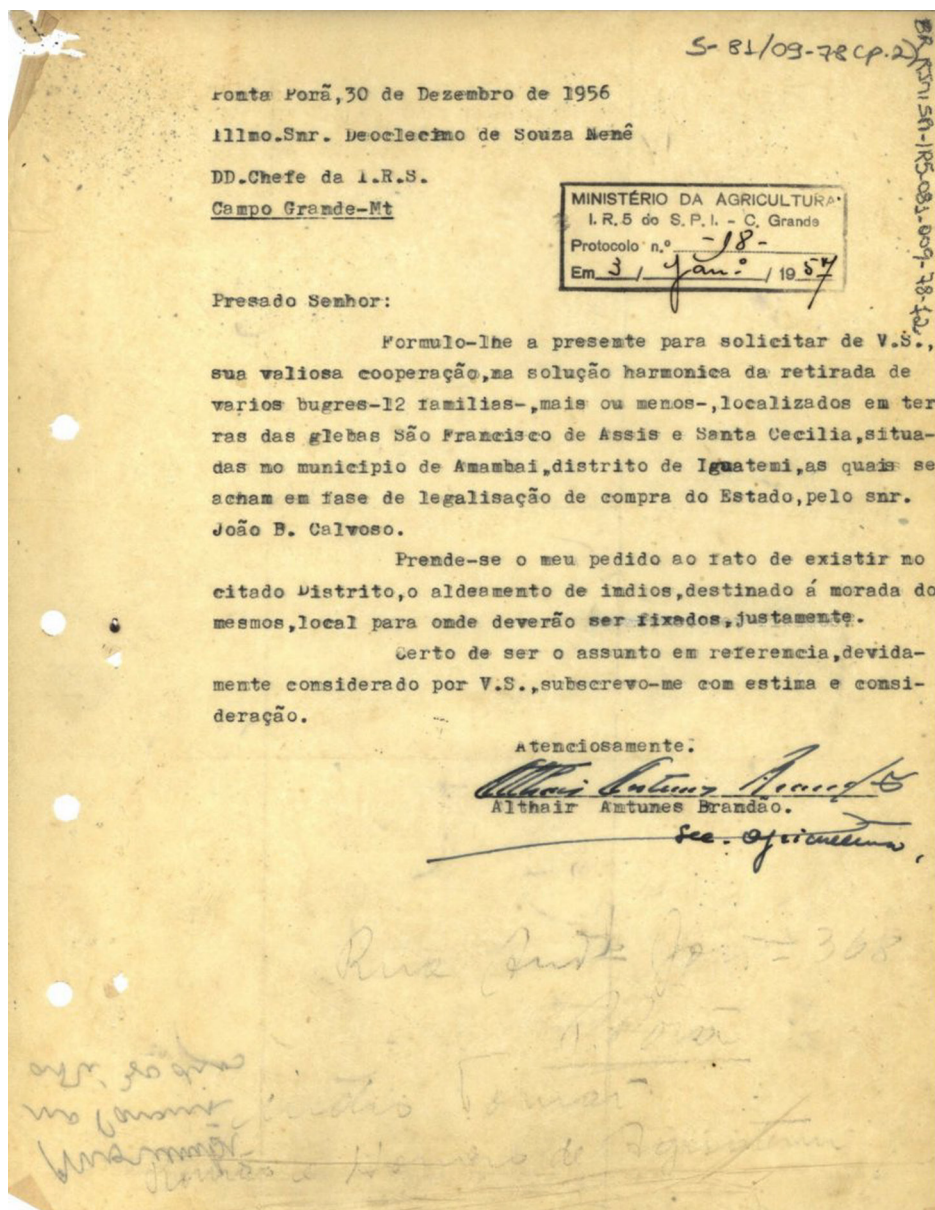 S-81/09-78 (p.2)
Ponta Porã,30 de Dezembro de 1956
Illmo.Snr. Deoclecimo de Souza Nenê
DD.Chefe da I.R.S.
Campo Grande-Mt
MINISTÉRIO DA AGRICULTURA
I. R. 5 do S. P. I. - C. Grande
Protocolo n.º -18-
Em 3 / Jan.º / 1957
Presado Senhor:
Formulo-lhe a presente para solicitar de V.S.,
sua valiosa cooperação,na solução harmonica da retirada de
varios bugres-12 familias-,mais ou menos-,localizados em ter
ras das glebas São Francisco de Assis e Santa Cecilia,situa-
das no municipio de Amambai,distrito de Iguatemi,as quais se
acham em fase de legalisação de compra do Estado,pelo snr.
João B. Calvoso.
Prende-se o meu pedido ao fato de existir no
citado Distrito,o aldeamento de indios,destinado á morada do
mesmos,local para onde deverão ser fixados,justamente.
Certo de ser o assunto em referencia,devida-
mente considerado por V.S.,subscrevo-me com estima e consi-
deração.
Atenciosamente.
Althair Amtunes Brandão.
Rua 368